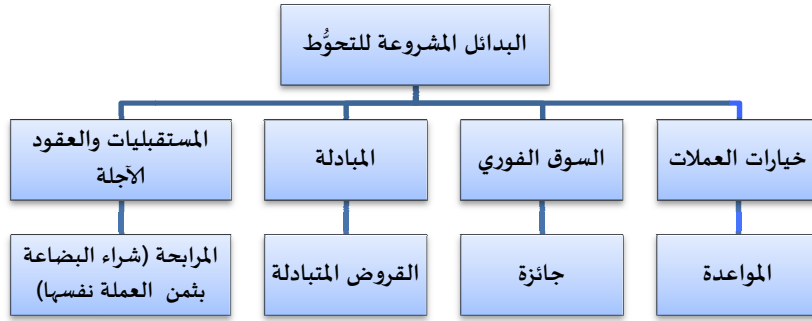 البدائل المشروعة للتحوُّط
خيارات العملات
السوق الفوري
المبادلة
المستقبليات والعقود
الآجلة
المواعدة
جائزة
القروض المتبادلة
المرابحة (شراء البضاعة
بثمن العملة نفسها)